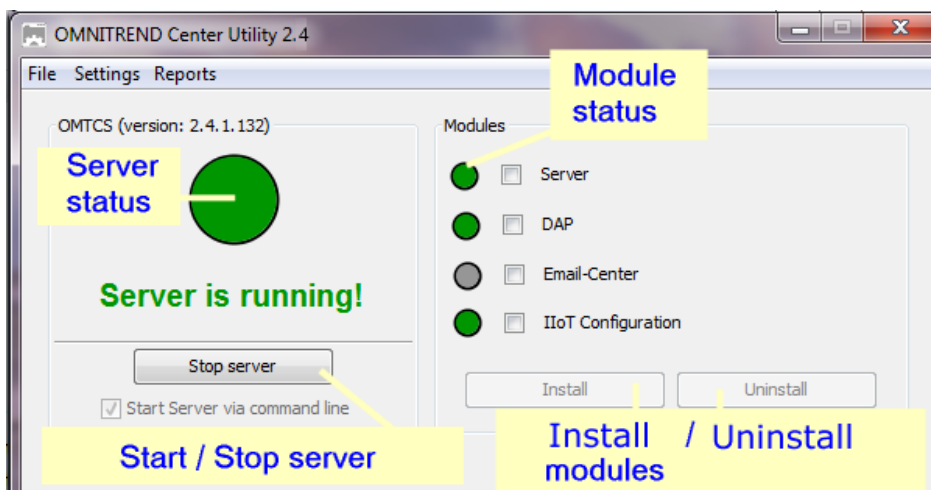 OMNITREND Center Utility 2.4
File Settings Reports
Module
status
OMTCS (version: 2.4.1.132)
Modules
Server
status
Server
DAP
Email-Center
Server is running!
IIoT Configuration
Stop server
Install
Uninstall
Start Server via command line
Start / Stop server
Install / Uninstall
modules